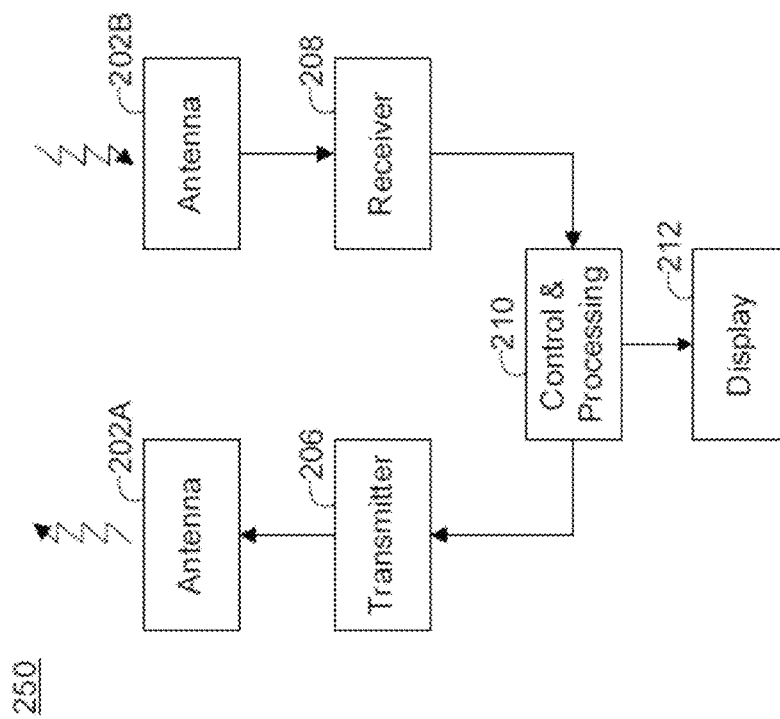 250
202A
Antenna
202B
Antenna
206
Transmitter
208
Receiver
210
Control &
Processing
212
Display